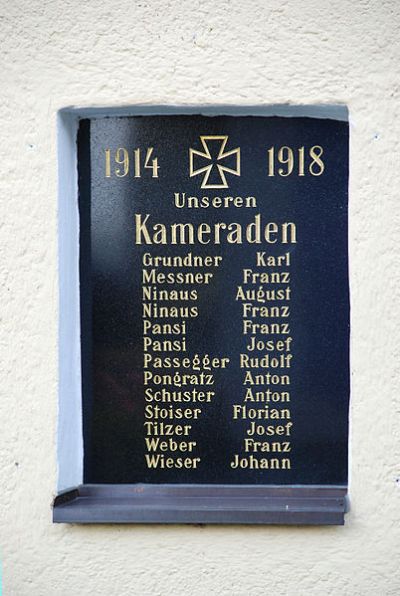 1914 1918
Unseren
Kameraden
Grundner Karl
Messner Franz
Ninaus August
Ninaus Franz
Pansi Franz
Pansi Josef
Passegger Rudolf
Pongratz Anton
Schuster Anton
Stoiser Florian
Tilzer Josef
Weber Franz
Wieser Johann